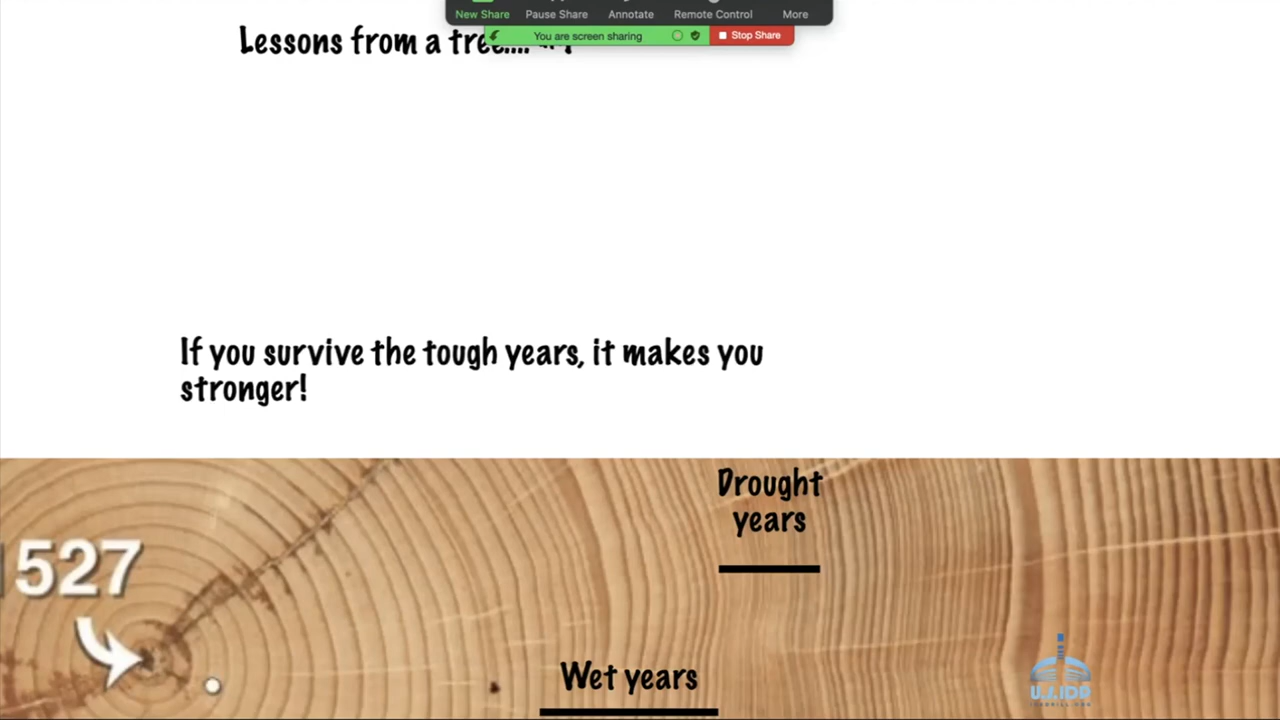 New Share Pause Share Annotate Remote Control More
You are screen sharing Stop Share
Lessons from a tree....
If you survive the tough years, it makes you
stronger!
Drought
years
1527
Wet years